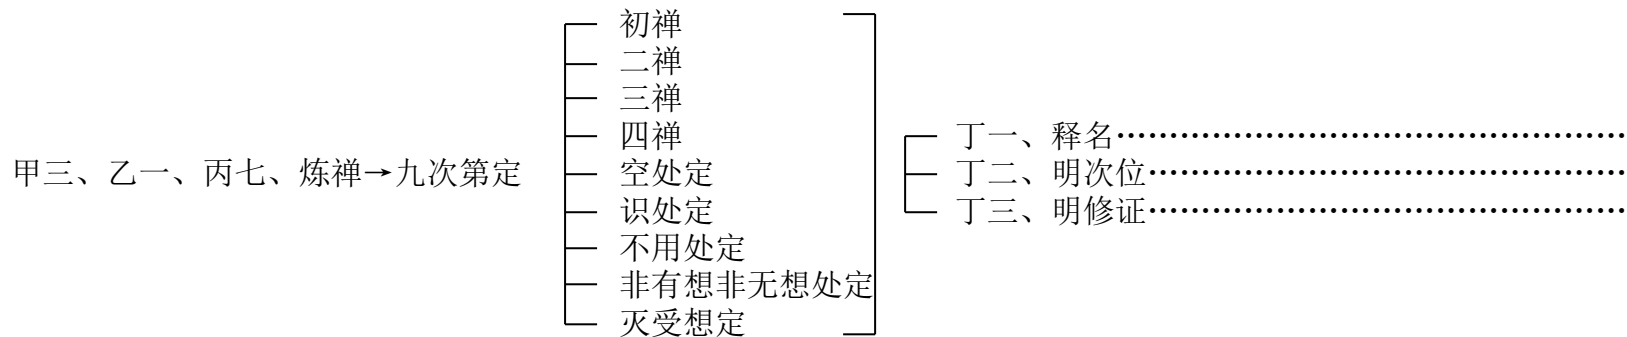 甲三、乙一、丙七、炼禅→九次第定
初禅
二禅
三禅
四禅
空处定
识处定
不用处定
非有想非无想处定
灭受想定
丁一、释名………………………………………
丁二、明次位……………………………………
丁三、明修证……………………………………